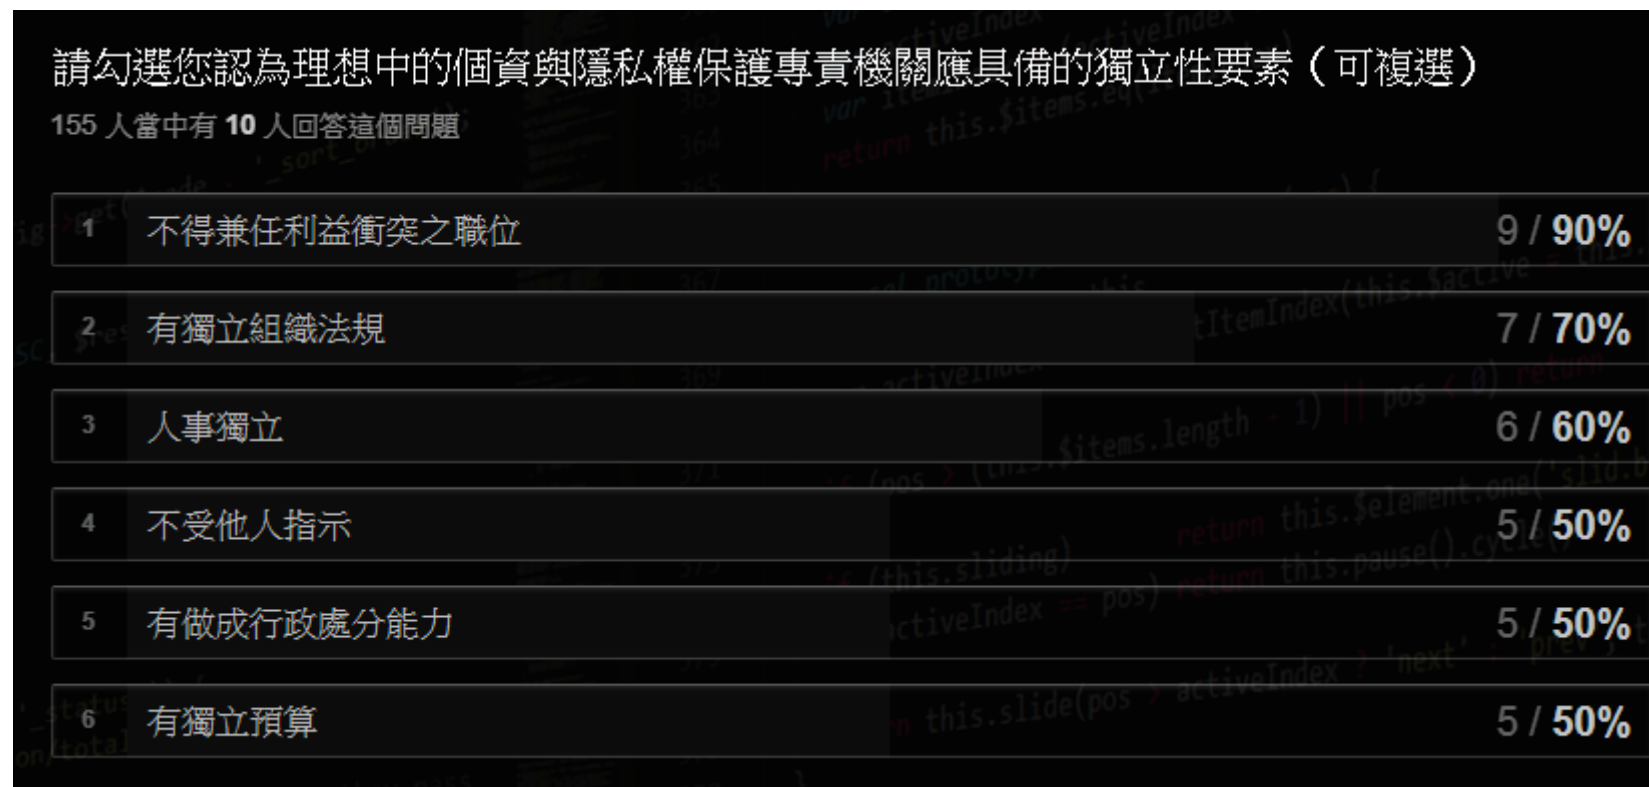 請勾選您認為理想中的個資與隱私權保護專責機關應具備的獨立性要素（可複選）
155 人當中有 10 人回答這個問題
1 不得兼任利益衝突之職位 9 / 90%
2 有獨立組織法規 7 / 70%
3 人事獨立 6 / 60%
4 不受他人指示 5 / 50%
5 有做成行政處分能力 5 / 50%
6 有獨立預算 5 / 50%